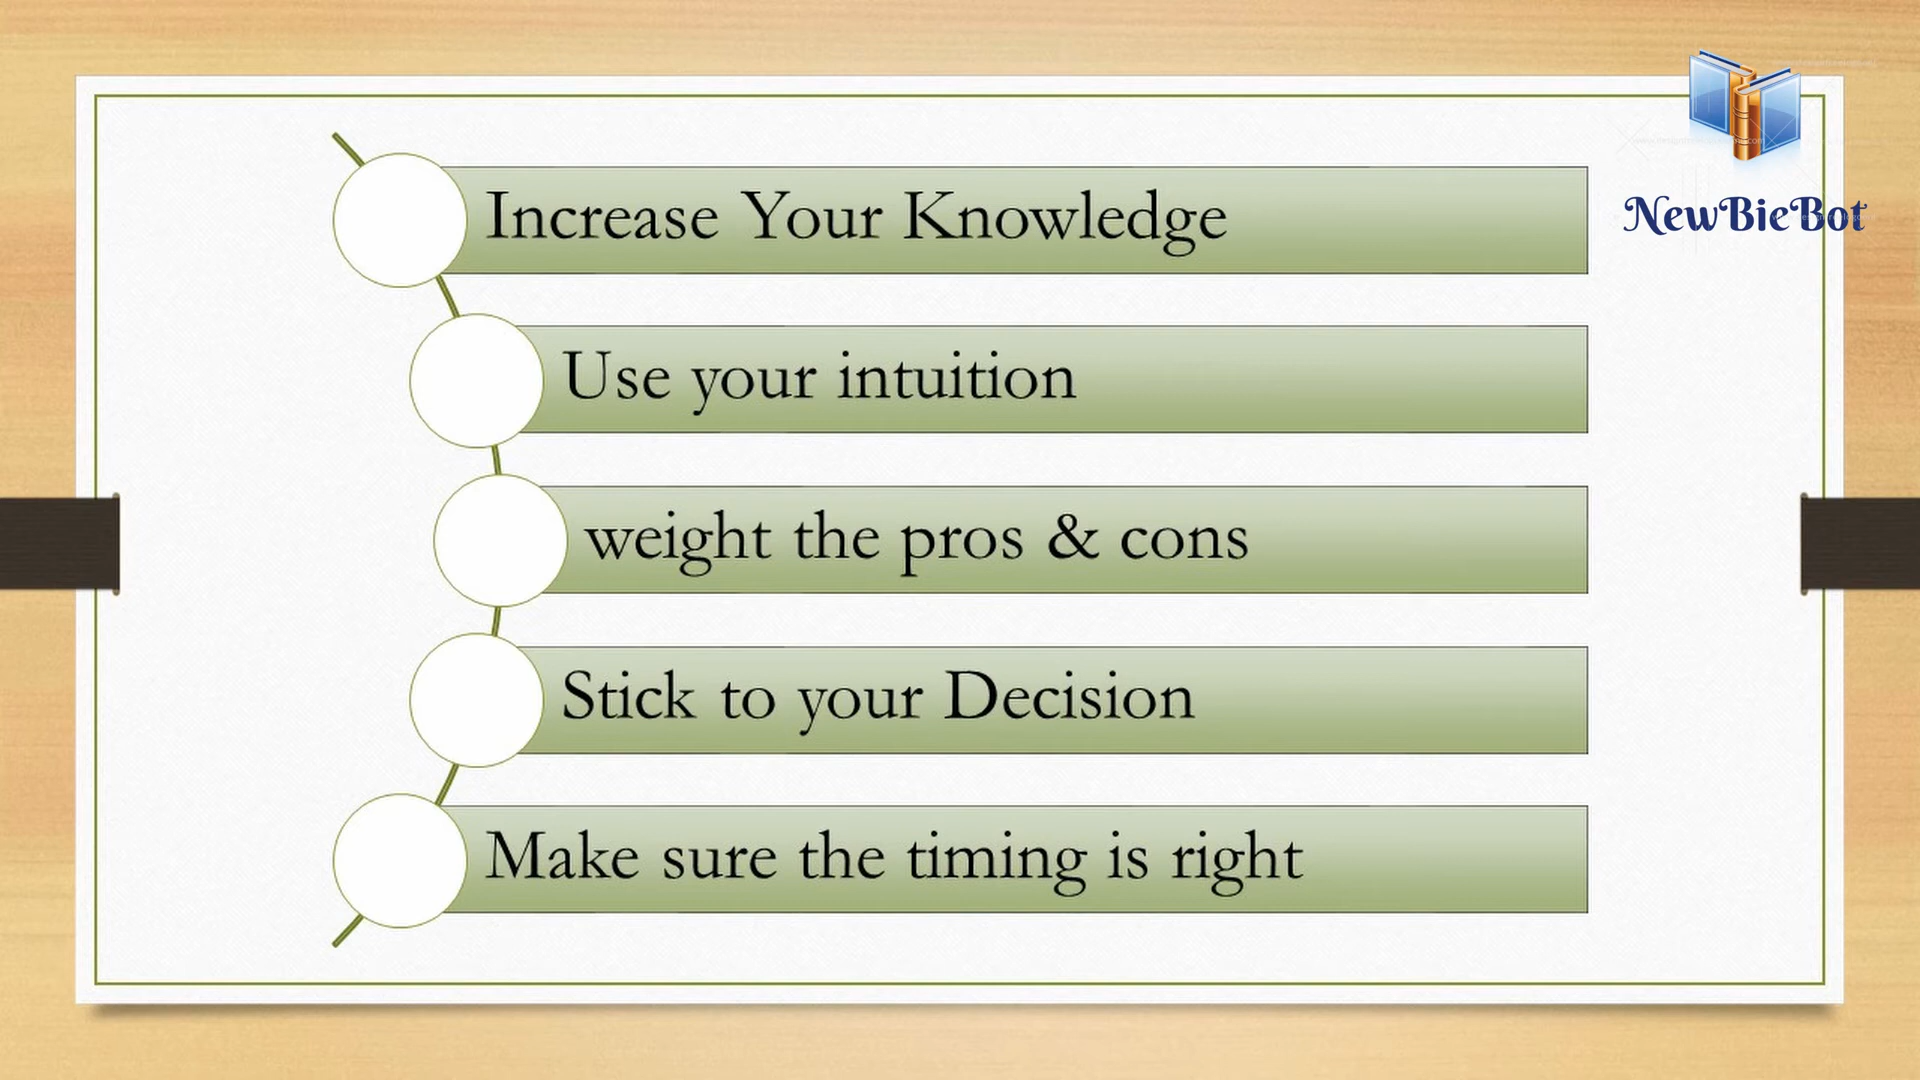 Increase Your Knowledge
NewBieBot
Use your intuition
weight the pros & cons
Stick to your Decision
Make sure the timing is right